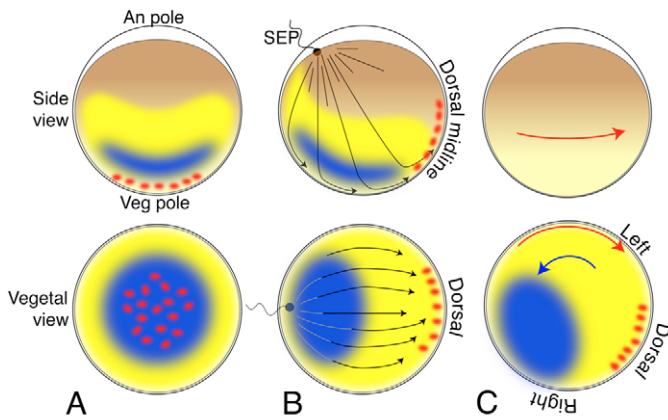 An pole
SEP
Side
view
Dorsal midline
Veg pole
Vegetal
view
Left
Dorsal
Dorsal
Right
A
B
C